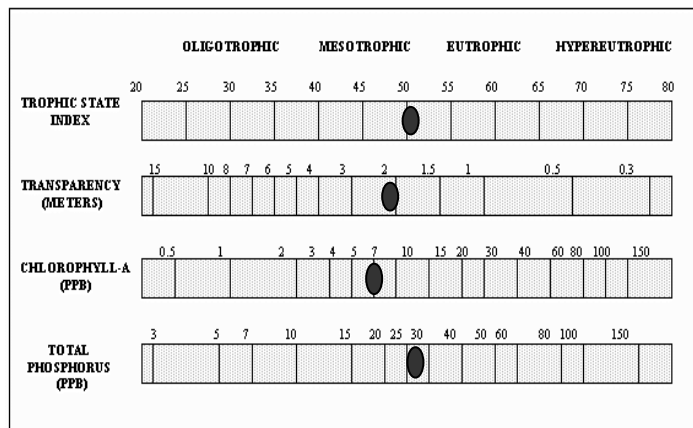 OLIGOTROPHIC MESOTROPHIC EUTROPHIC HYPEREUTROPHIC
20 25 30 35 40 45 50 55 60 65 70 75 80
TROPHIC STATE
INDEX
15 10 8 7 6 5 4 3 2 1.5 1 0.5 0.3
TRANSPARENCY
(METERS)
0.5 1 2 3 4 5 7 10 15 20 30 40 60 80 100 150
CHLOROPHYLL-A
(PPB)
3 5 7 10 15 20 25 30 40 50 60 80 100 150
TOTAL
PHOSPHORUS
(PPB)